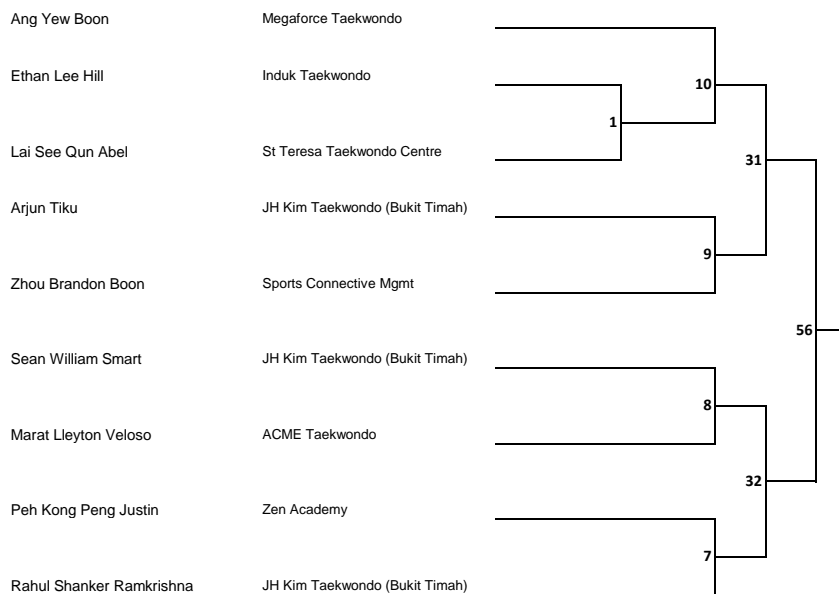 Ang Yew Boon Megaforce Taekwondo
Ethan Lee Hill Induk Taekwondo
10
1
Lai See Qun Abel St Teresa Taekwondo Centre
31
Arjun Tiku JH Kim Taekwondo (Bukit Timah)
9
Zhou Brandon Boon Sports Connective Mgmt
56
Sean William Smart JH Kim Taekwondo (Bukit Timah)
8
Marat Lleyton Veloso ACME Taekwondo
32
Peh Kong Peng Justin Zen Academy
7
Rahul Shanker Ramkrishna JH Kim Taekwondo (Bukit Timah)